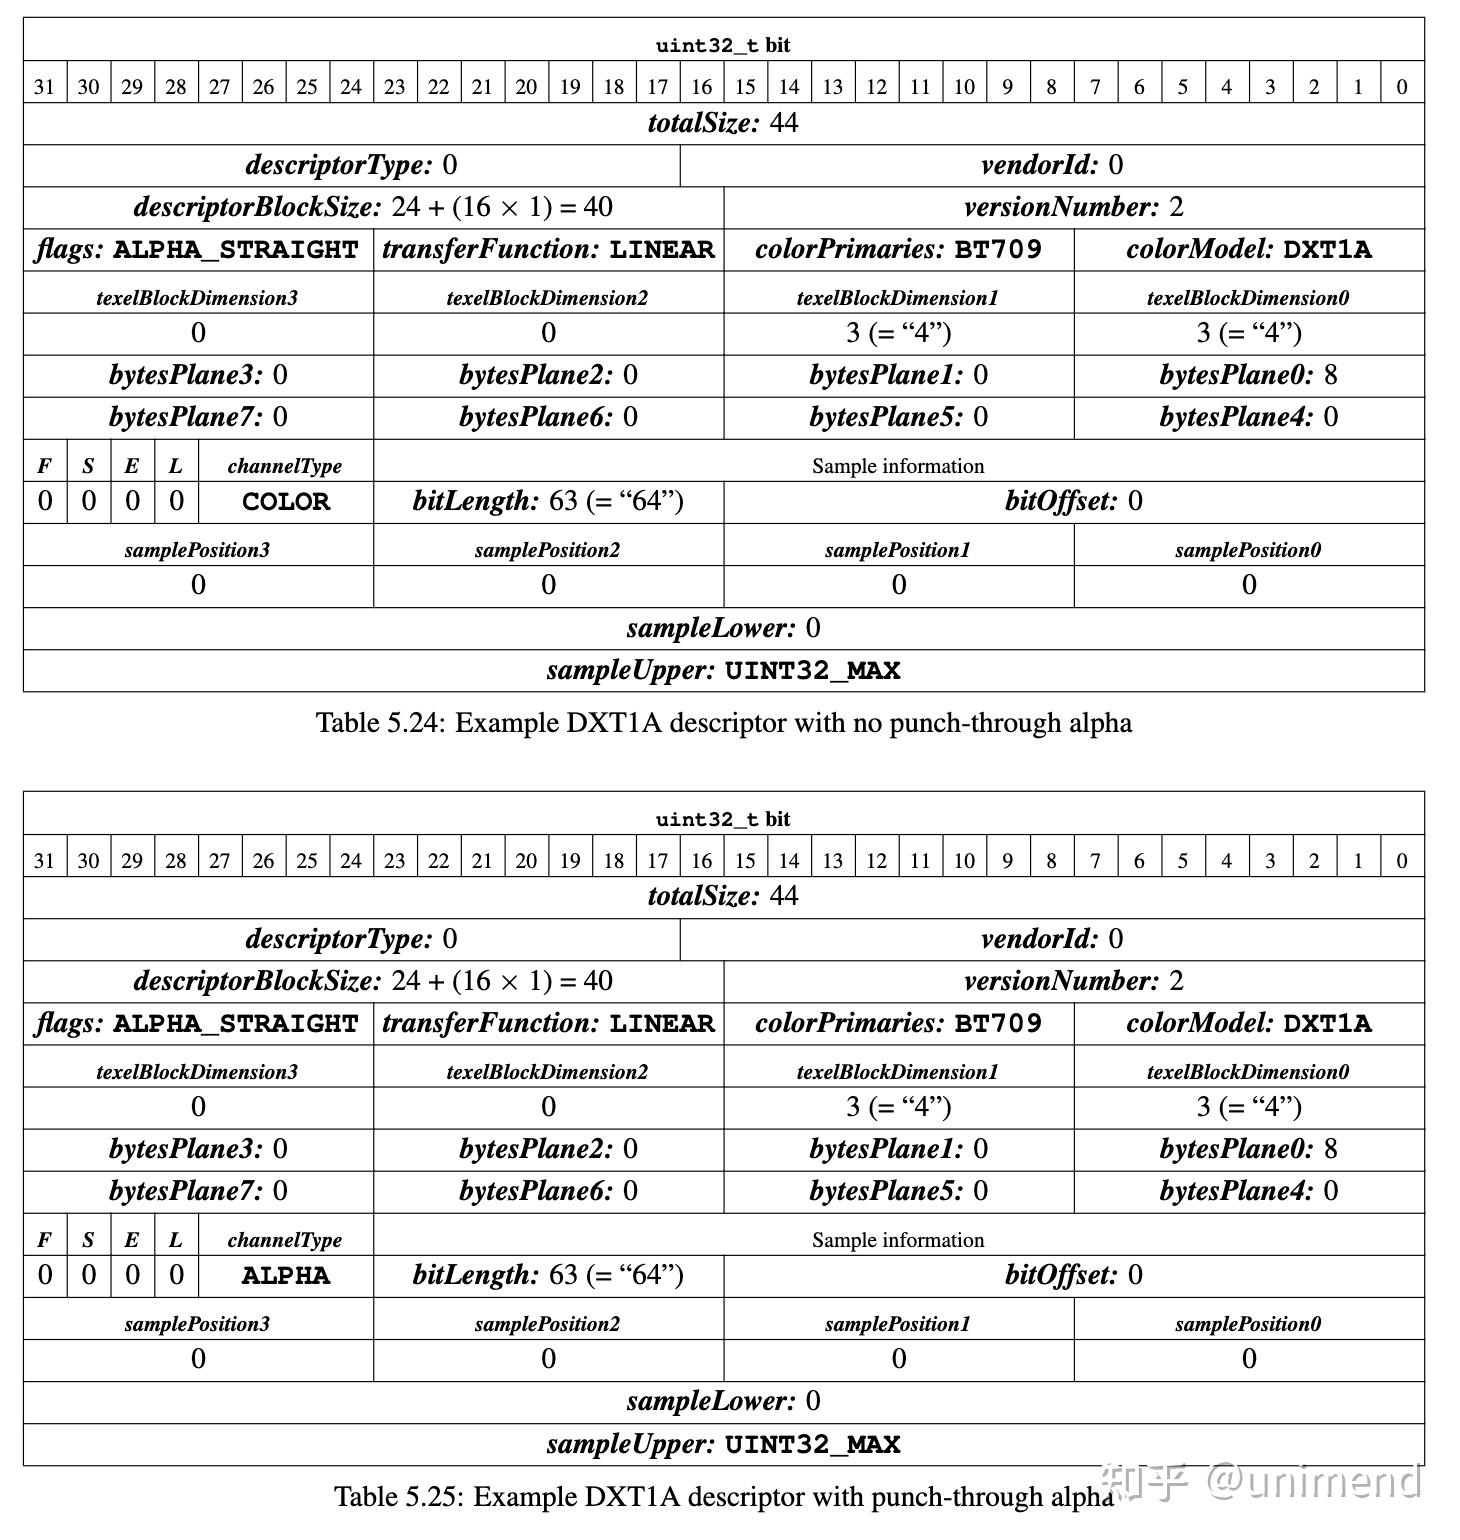 uint32_t bit
31 30 29 28 27 26 25 24 23 22 21 20 19 18 17 16 15 14 13 12 11 10 9 8 7 6 5 4 3 2 1 0
totalSize: 44
descriptorType: 0 vendorId: 0
descriptorBlockSize: 24 + (16 × 1) = 40 versionNumber: 2
flags: ALPHA_STRAIGHT transferFunction: LINEAR colorPrimaries: BT709 colorModel: DXT1A
texelBlockDimension3 texelBlockDimension2 texelBlockDimension1 texelBlockDimension0
0 0 3 (= “4”) 3 (= “4”)
bytesPlane3: 0 bytesPlane2: 0 bytesPlane1: 0 bytesPlane0: 8
bytesPlane7: 0 bytesPlane6: 0 bytesPlane5: 0 bytesPlane4: 0
F S E L channelType Sample information
0 0 0 0 COLOR bitLength: 63 (= “64”) bitOffset: 0
samplePosition3 samplePosition2 samplePosition1 samplePosition0
0 0 0 0
sampleLower: 0
sampleUpper: UINT32_MAX
Table 5.24: Example DXT1A descriptor with no punch-through alpha
uint32_t bit
31 30 29 28 27 26 25 24 23 22 21 20 19 18 17 16 15 14 13 12 11 10 9 8 7 6 5 4 3 2 1 0
totalSize: 44
descriptorType: 0 vendorId: 0
descriptorBlockSize: 24 + (16 × 1) = 40 versionNumber: 2
flags: ALPHA_STRAIGHT transferFunction: LINEAR colorPrimaries: BT709 colorModel: DXT1A
texelBlockDimension3 texelBlockDimension2 texelBlockDimension1 texelBlockDimension0
0 0 3 (= “4”) 3 (= “4”)
bytesPlane3: 0 bytesPlane2: 0 bytesPlane1: 0 bytesPlane0: 8
bytesPlane7: 0 bytesPlane6: 0 bytesPlane5: 0 bytesPlane4: 0
F S E L channelType Sample information
0 0 0 0 ALPHA bitLength: 63 (= “64”) bitOffset: 0
samplePosition3 samplePosition2 samplePosition1 samplePosition0
0 0 0 0
sampleLower: 0
sampleUpper: UINT32_MAX
Table 5.25: Example DXT1A descriptor with punch-through alpha
知乎 @unimend